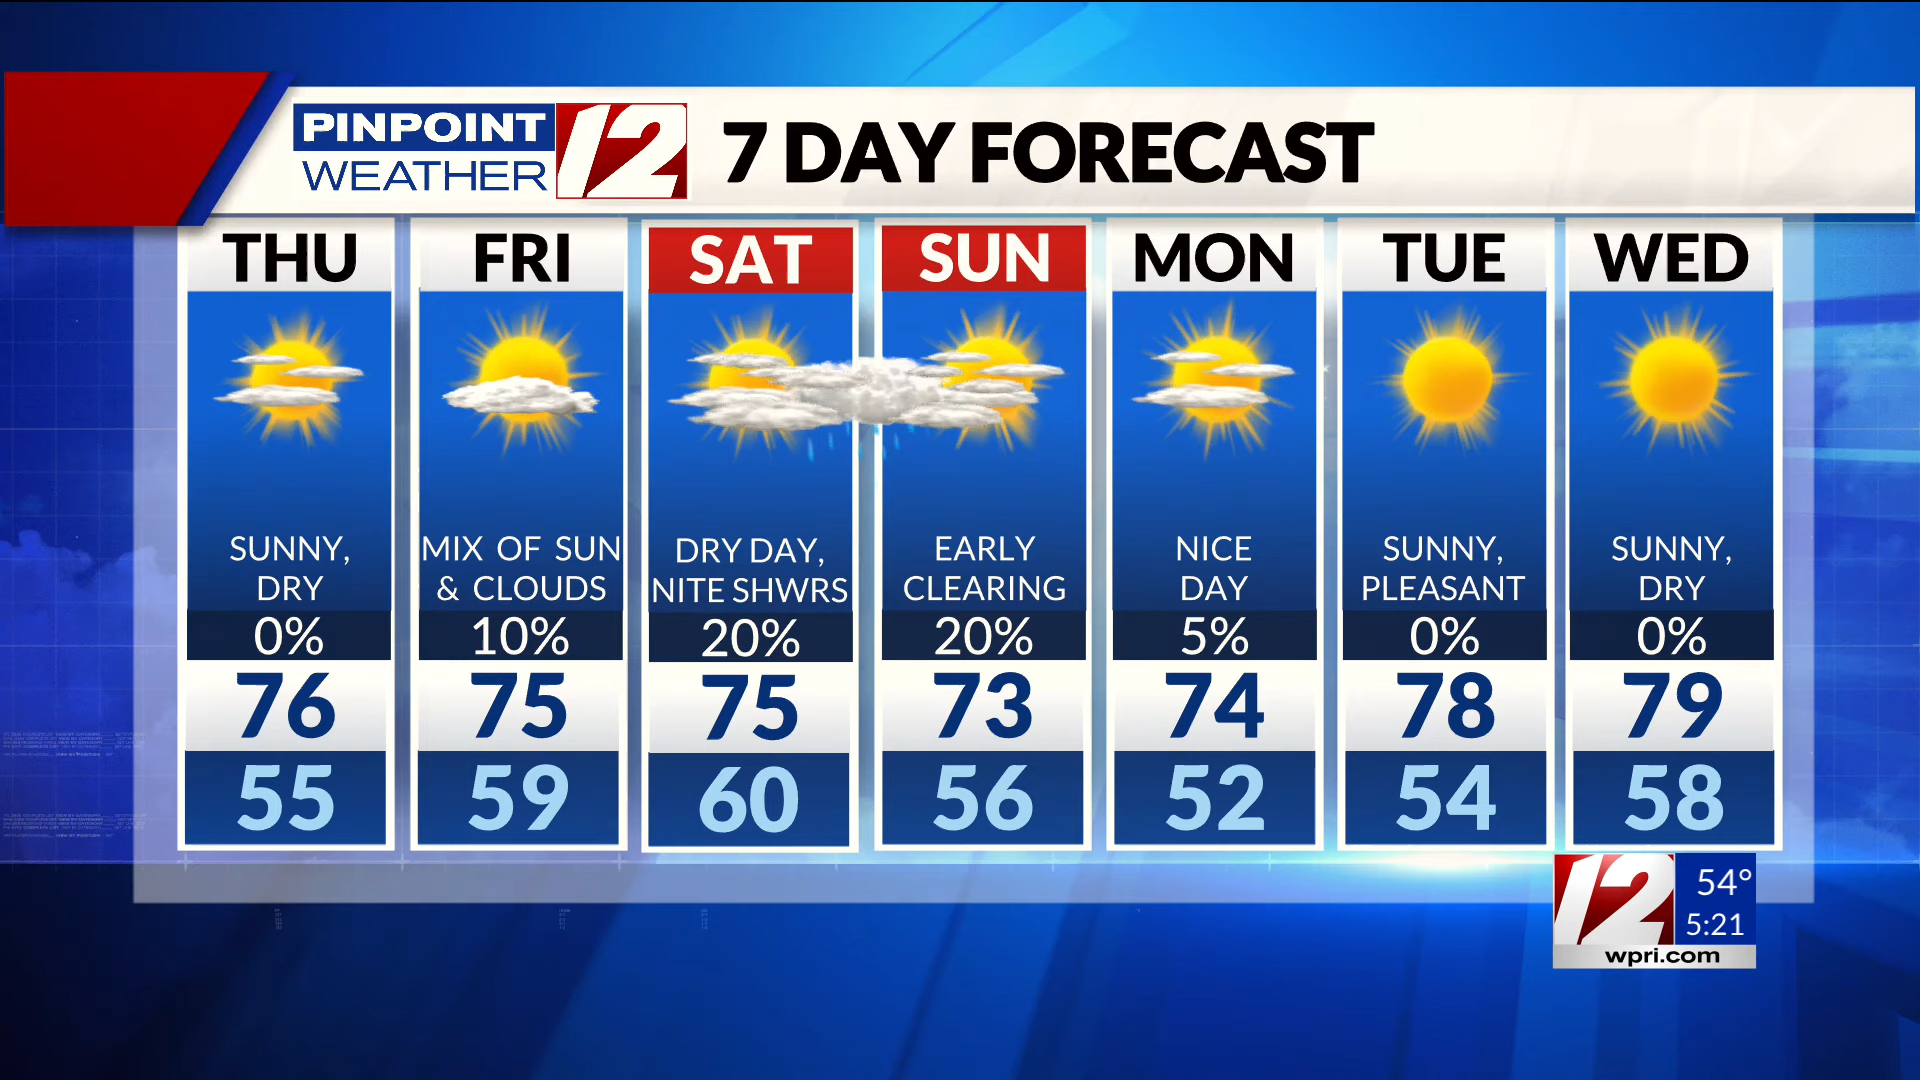 PINPOINT
WEATHER
12
7 DAY FORECAST
THU
SUNNY,
DRY
0%
76
55
FRI
MIX OF SUN
& CLOUDS
10%
75
59
SAT
DRY DAY,
NITE SHWRS
20%
75
60
SUN
EARLY
CLEARING
20%
73
56
MON
NICE
DAY
5%
74
52
TUE
SUNNY,
PLEASANT
0%
78
54
WED
SUNNY,
DRY
0%
79
58
12
54°
5:21
wpri.com